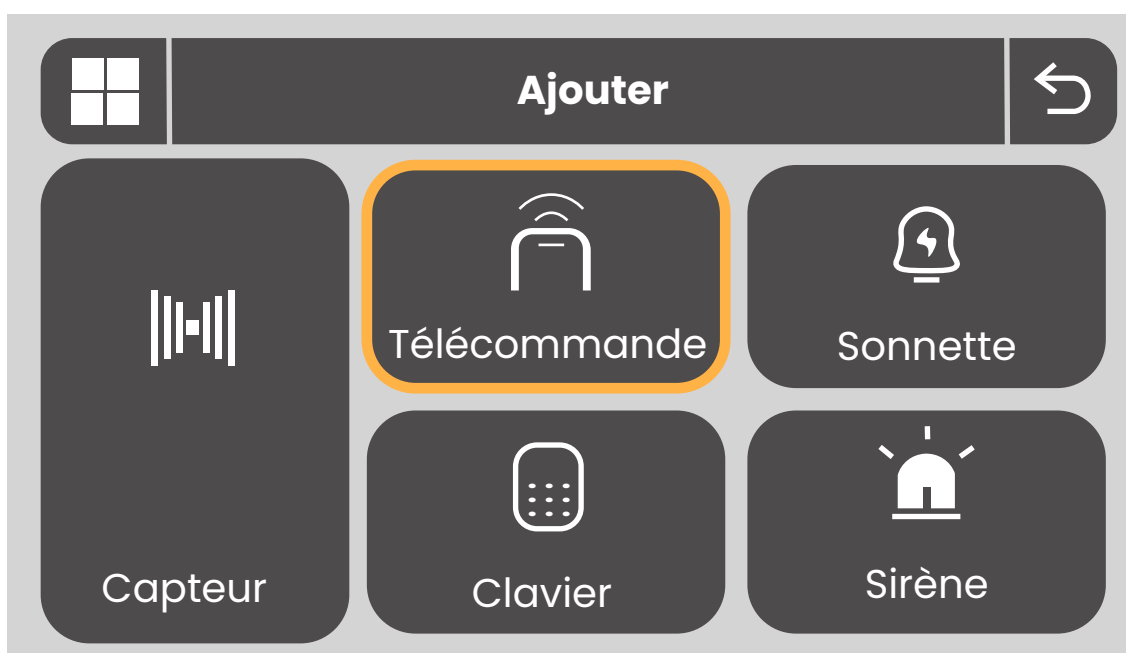 Ajouter
Télécommande
Sonnette
Capteur
Clavier
Sirène